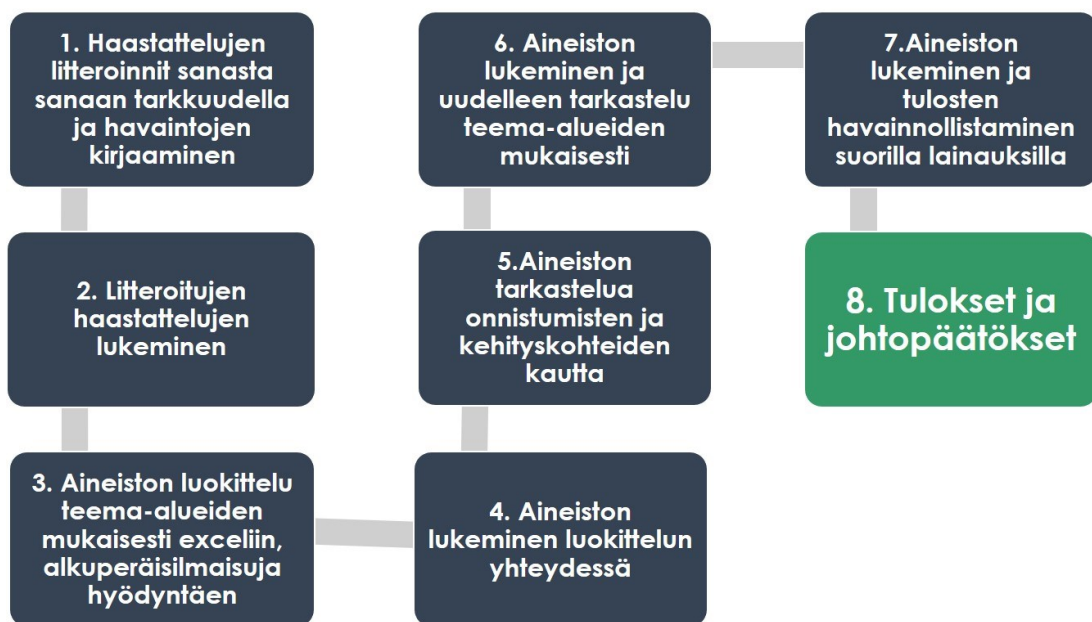 1. Haastattelujen
litteroinnit sanasta
sanaan tarkkuudella
ja havaintojen
kirjaaminen
2. Litteroitujen
haastattelujen
lukeminen
3. Aineiston luokittelu
teema-alueiden
mukaisesti exceliin,
alkuperäisilmaisuja
hyödyntäen
4. Aineiston
lukeminen luokittelun
yhteydessä
5.Aineiston
tarkastelua
onnistumisten ja
kehityskohteiden
kautta
6. Aineiston
lukeminen ja
uudelleen tarkastelu
teema-alueiden
mukaisesti
7.Aineiston
lukeminen ja
tulosten
havainnollistaminen
suorilla lainauksilla
8. Tulokset ja
johtopäätökset